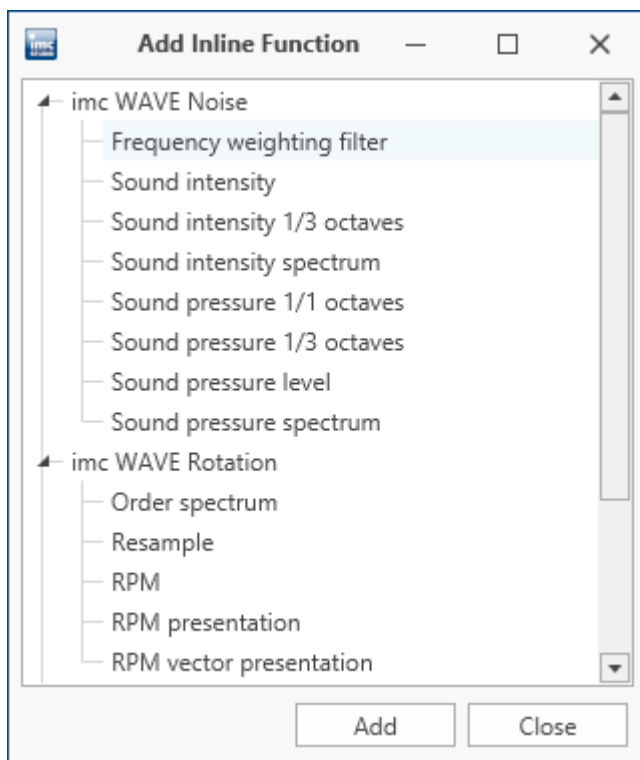 imc
Add Inline Function
imc WAVE Noise
Frequency weighting filter
Sound intensity
Sound intensity 1/3 octaves
Sound intensity spectrum
Sound pressure 1/1 octaves
Sound pressure 1/3 octaves
Sound pressure level
Sound pressure spectrum
imc WAVE Rotation
Order spectrum
Resample
RPM
RPM presentation
RPM vector presentation
Add Close